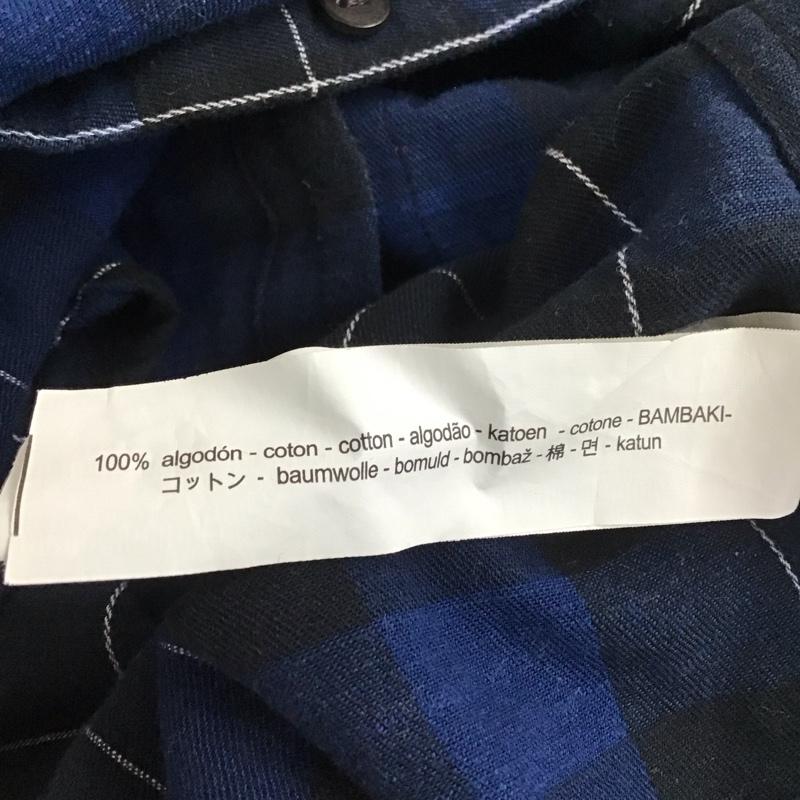 100% algodón - coton - cotton - algodão - katoen - cotone - BAMBAKI-
コットン - baumwolle - bomuld - bombaž - 棉 - 면 - katun